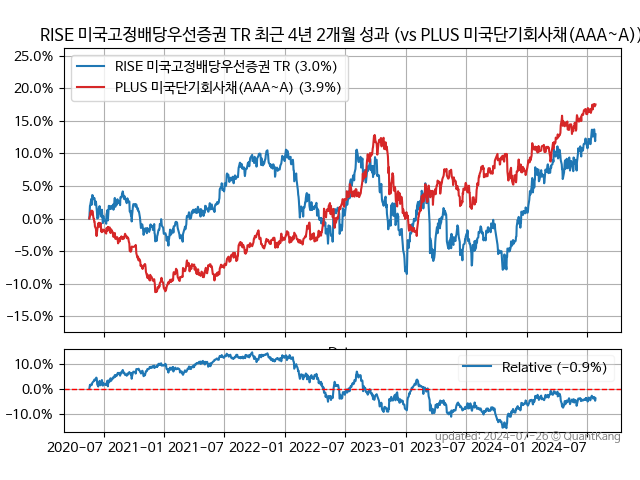 RISE 미국고정배당우선증권 TR 최근 4년 2개월 성과 (vs PLUS 미국단기회사채(AAA~A))
25.0%
20.0%
15.0%
10.0%
5.0%
0.0%
−5.0%
−10.0%
−15.0%
RISE 미국고정배당우선증권 TR (3.0%)
PLUS 미국단기회사채(AAA~A) (3.9%)
10.0%
0.0%
−10.0%
Relative (−0.9%)
2020-07 2021-01 2021-07 2022-01 2022-07 2023-01 2023-07 2024-01 2024-07
updated: 2024-07-26 © QuantKang